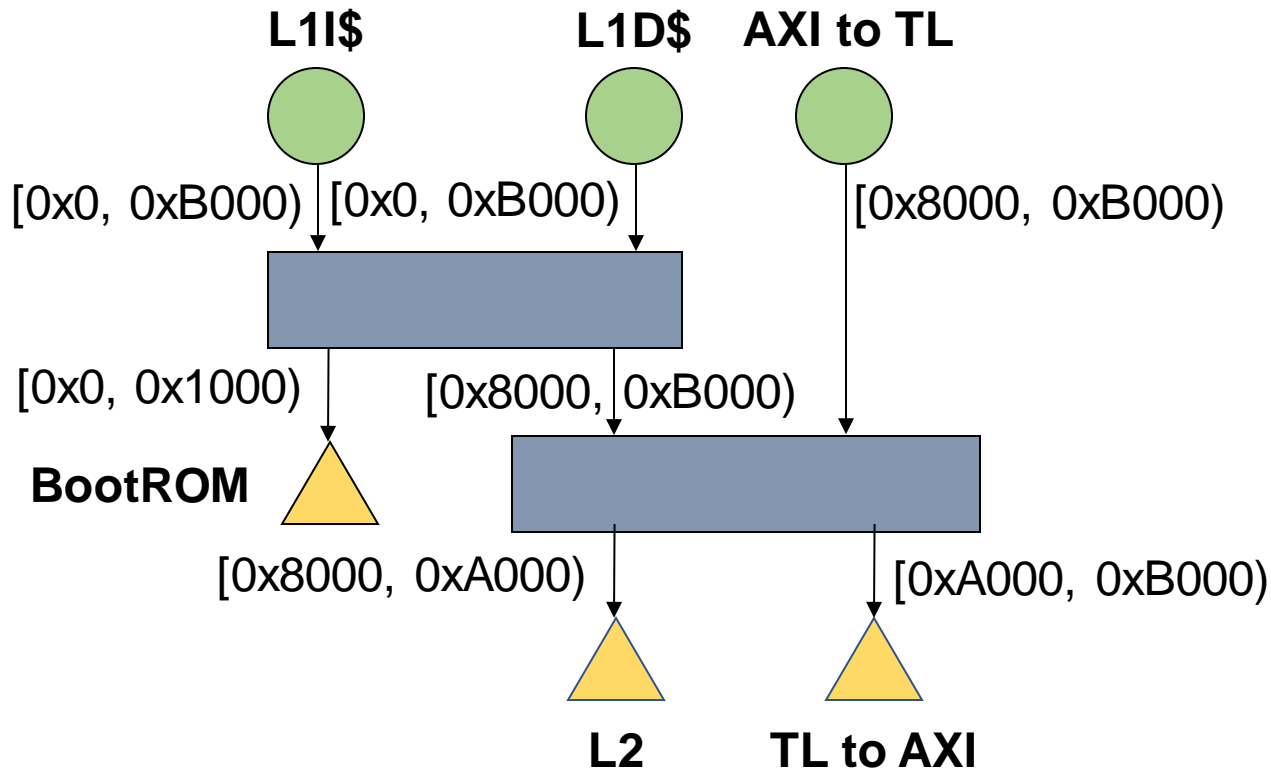 L1I$ L1D$ AXI to TL
[0x0, 0xB000) [0x0, 0xB000) [0x8000, 0xB000)
[0x0, 0x1000) [0x8000, 0xB000)
BootROM
[0x8000, 0xA000) [0xA000, 0xB000)
L2 TL to AXI